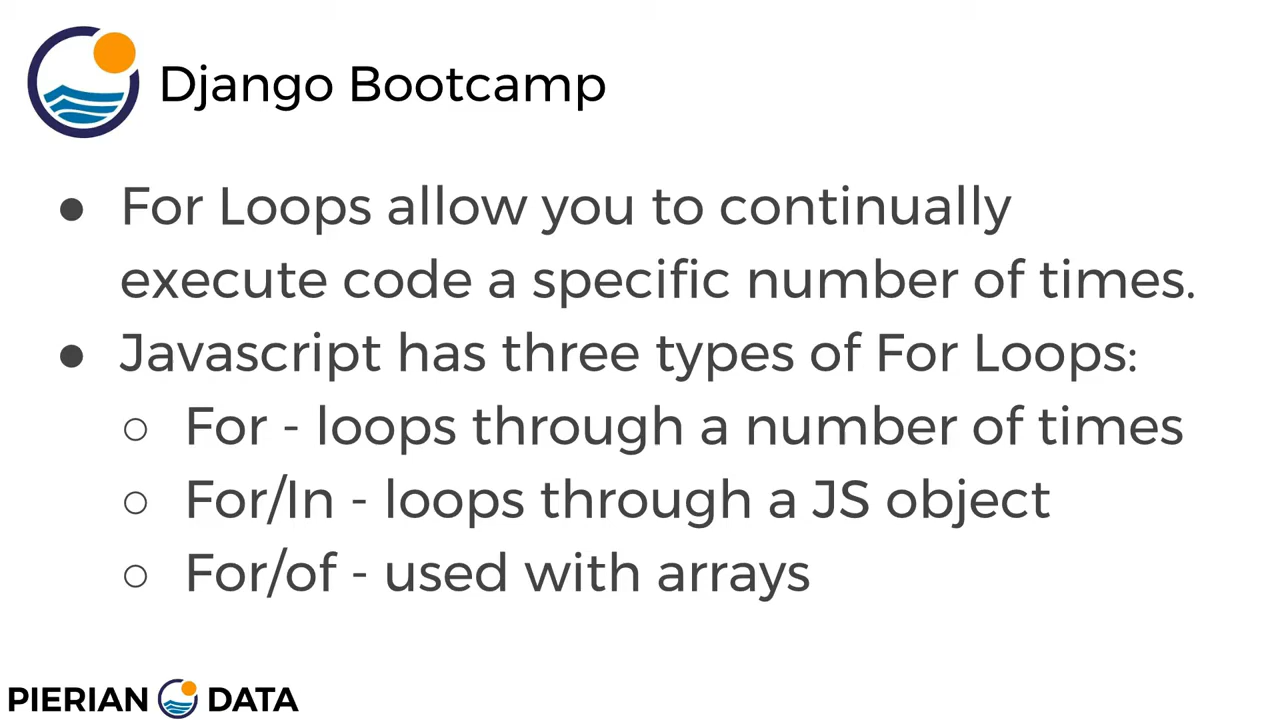 Django Bootcamp
● For Loops allow you to continually
execute code a specific number of times.
● Javascript has three types of For Loops:
○ For - loops through a number of times
○ For/In - loops through a JS object
○ For/of - used with arrays
PIERIAN DATA